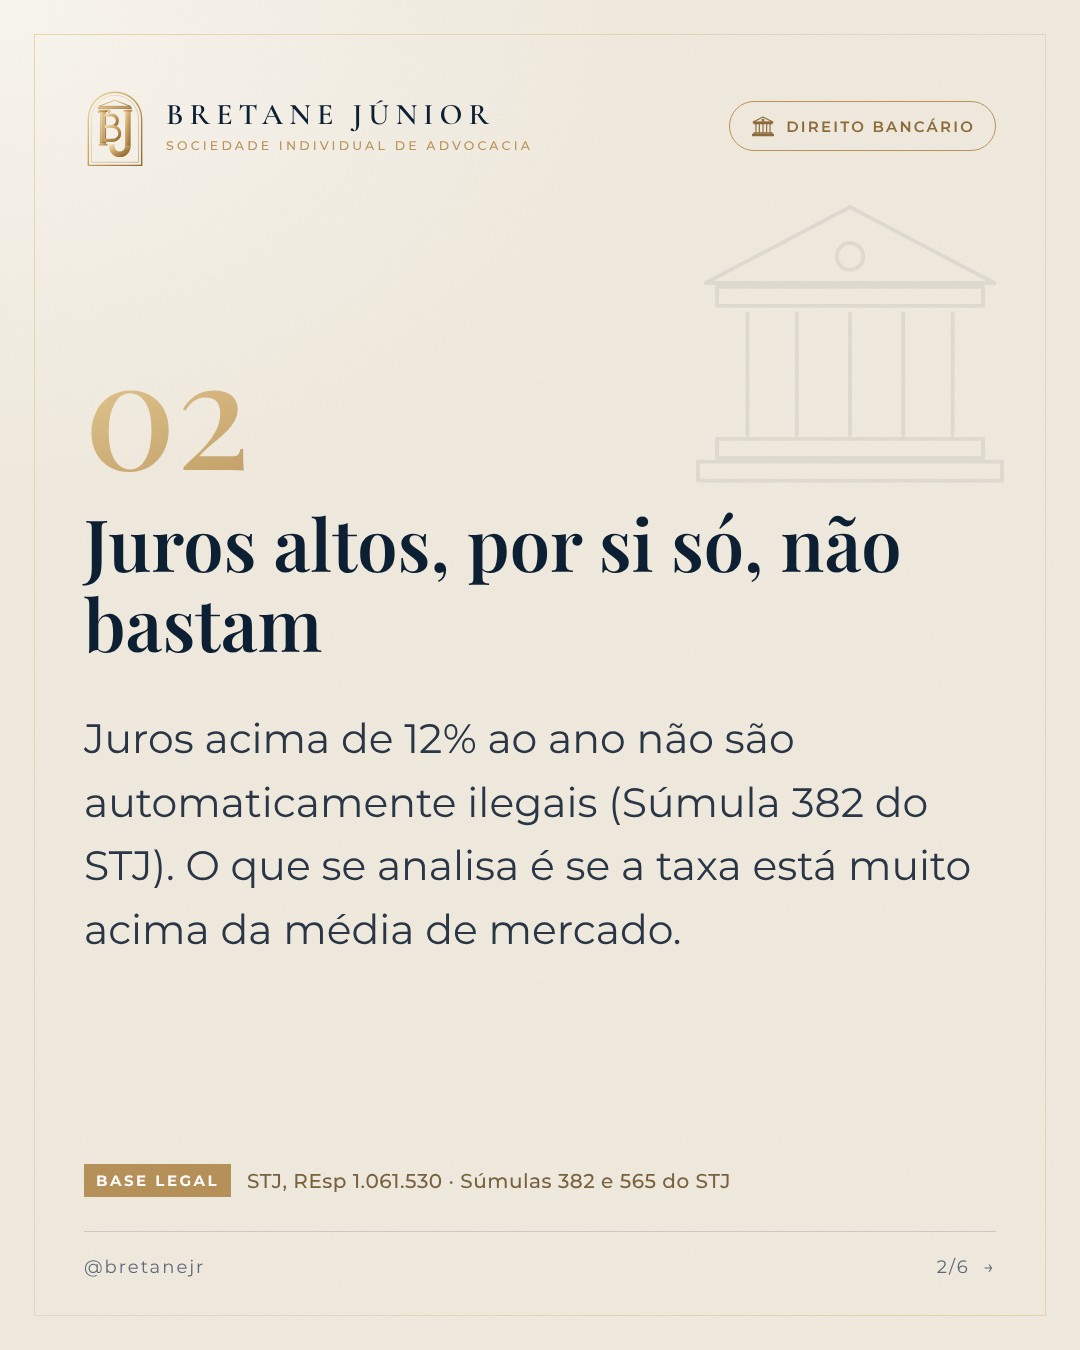 BJ
BRETANE JÚNIOR
SOCIEDADE INDIVIDUAL DE ADVOCACIA
DIREITO BANCÁRIO
02
Juros altos, por si só, não
bastam
Juros acima de 12% ao ano não são
automaticamente ilegais (Súmula 382 do
STJ). O que se analisa é se a taxa está muito
acima da média de mercado.
BASE LEGAL STJ, REsp 1.061.530 · Súmulas 382 e 565 do STJ
@bretanejr
2/6 →